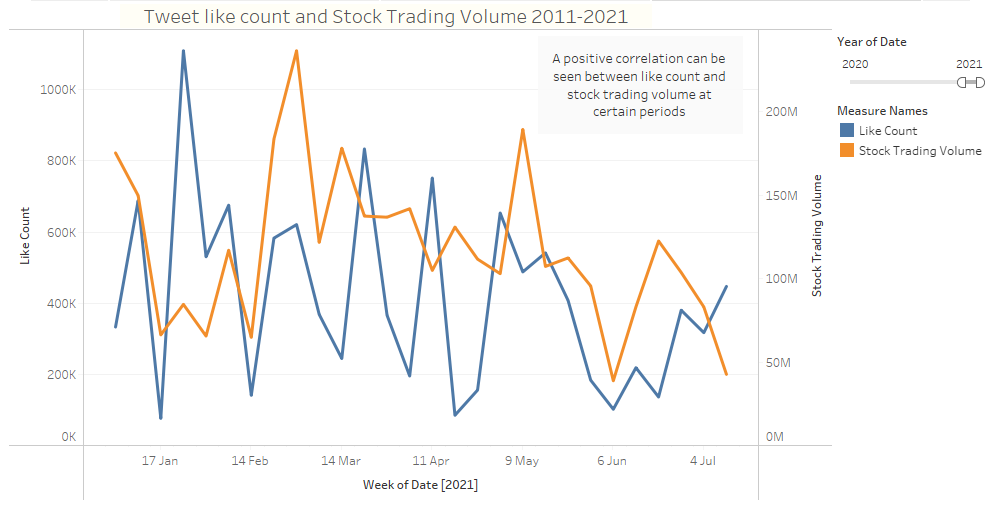 Tweet like count and Stock Trading Volume 2011-2021
A positive correlation can be
seen between like count and
stock trading volume at
certain periods
Year of Date
2020 2021
Measure Names
Like Count
Stock Trading Volume
Like Count
1000K
800K
600K
400K
200K
0K
200M
150M
100M
50M
0M
Stock Trading Volume
17 Jan 14 Feb 14 Mar 11 Apr 9 May 6 Jun 4 Jul
Week of Date [2021]